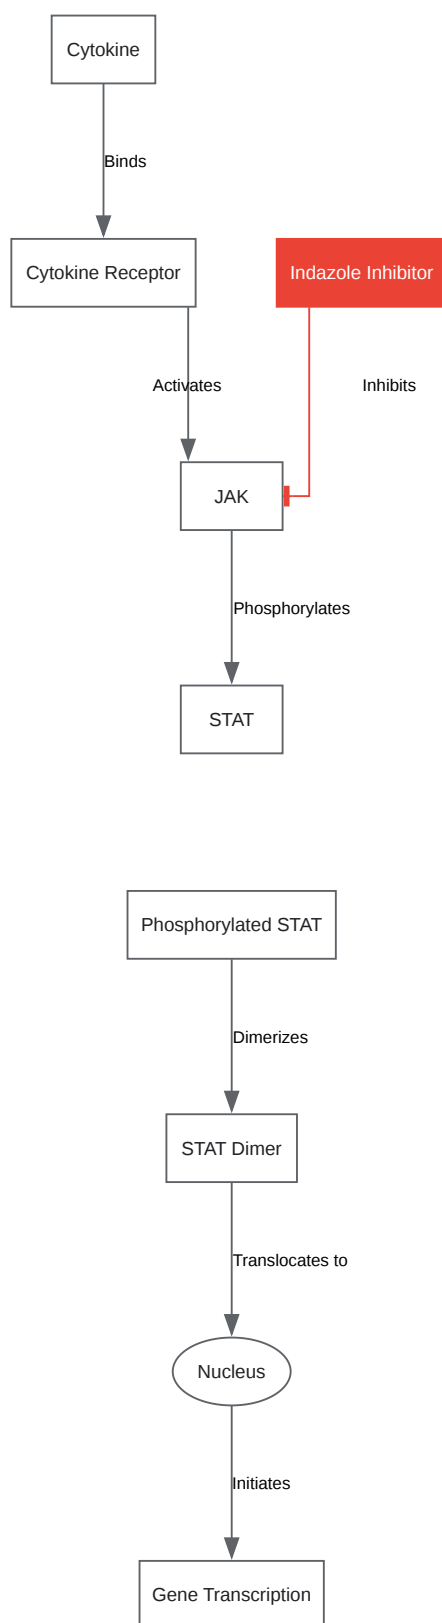 Cytokine
Binds
Cytokine Receptor
Indazole Inhibitor
Activates
Inhibits
JAK
Phosphorylates
STAT
Phosphorylated STAT
Dimerizes
STAT Dimer
Translocates to
Nucleus
Initiates
Gene Transcription